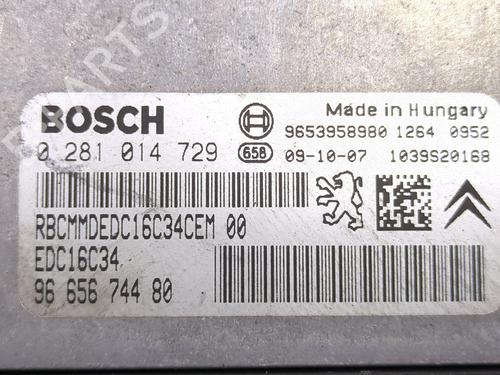 BOSCH
Made in Hungary
9653958980 1264 0952
0 281 014 729
658
09-10-07 1039S20168
RBCMMDEDC16C34CEM 00
EDC16C34
96 656 744 80
PARTS